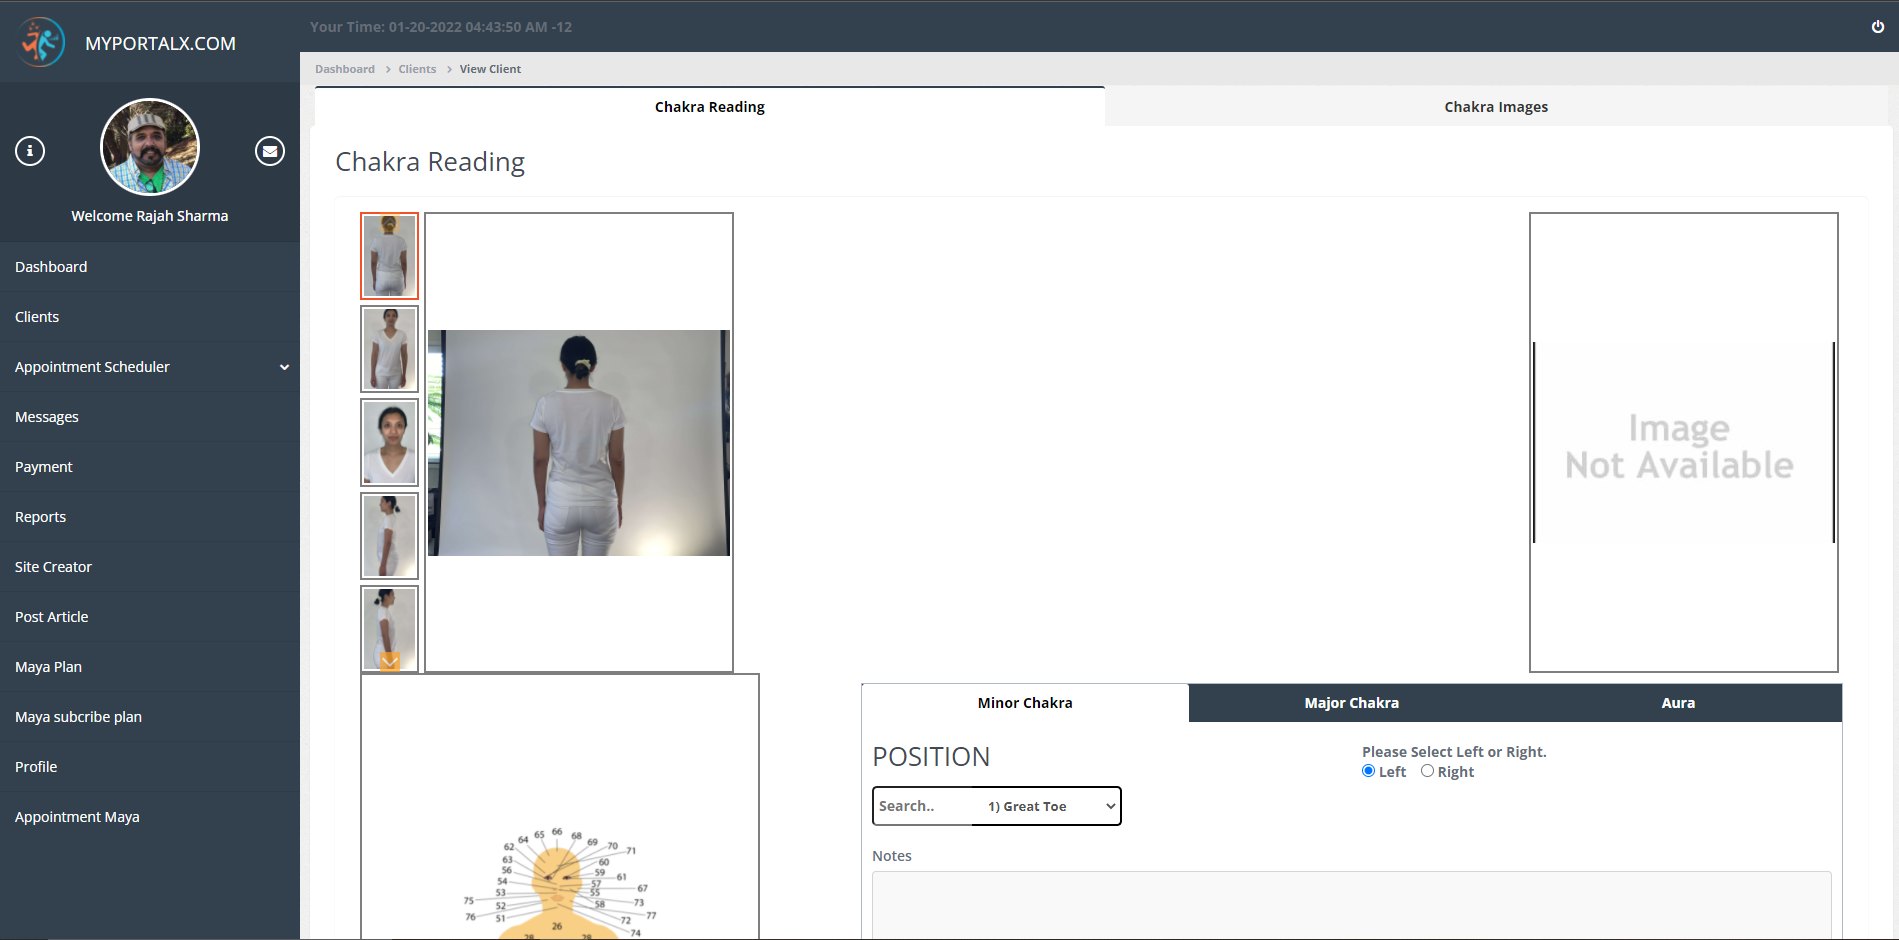 MYPORTALX.COM
Your Time: 01-20-2022 04:43:50 AM -12
Dashboard > Clients > View Client
Welcome Rajah Sharma
Dashboard
Clients
Appointment Scheduler
Messages
Payment
Reports
Site Creator
Post Article
Maya Plan
Maya subcribe plan
Profile
Appointment Maya
Chakra Reading
Chakra Images
Chakra Reading
Image
Not Available
Minor Chakra
Major Chakra
Aura
POSITION
Please Select Left or Right.
Left Right
Search..
1) Great Toe
Notes
62 64 65 66 68 69 70 71
63 60
56 59 61
54 57 67
53 55
75 52 58 73
76 51 72 77
26 74
28 28